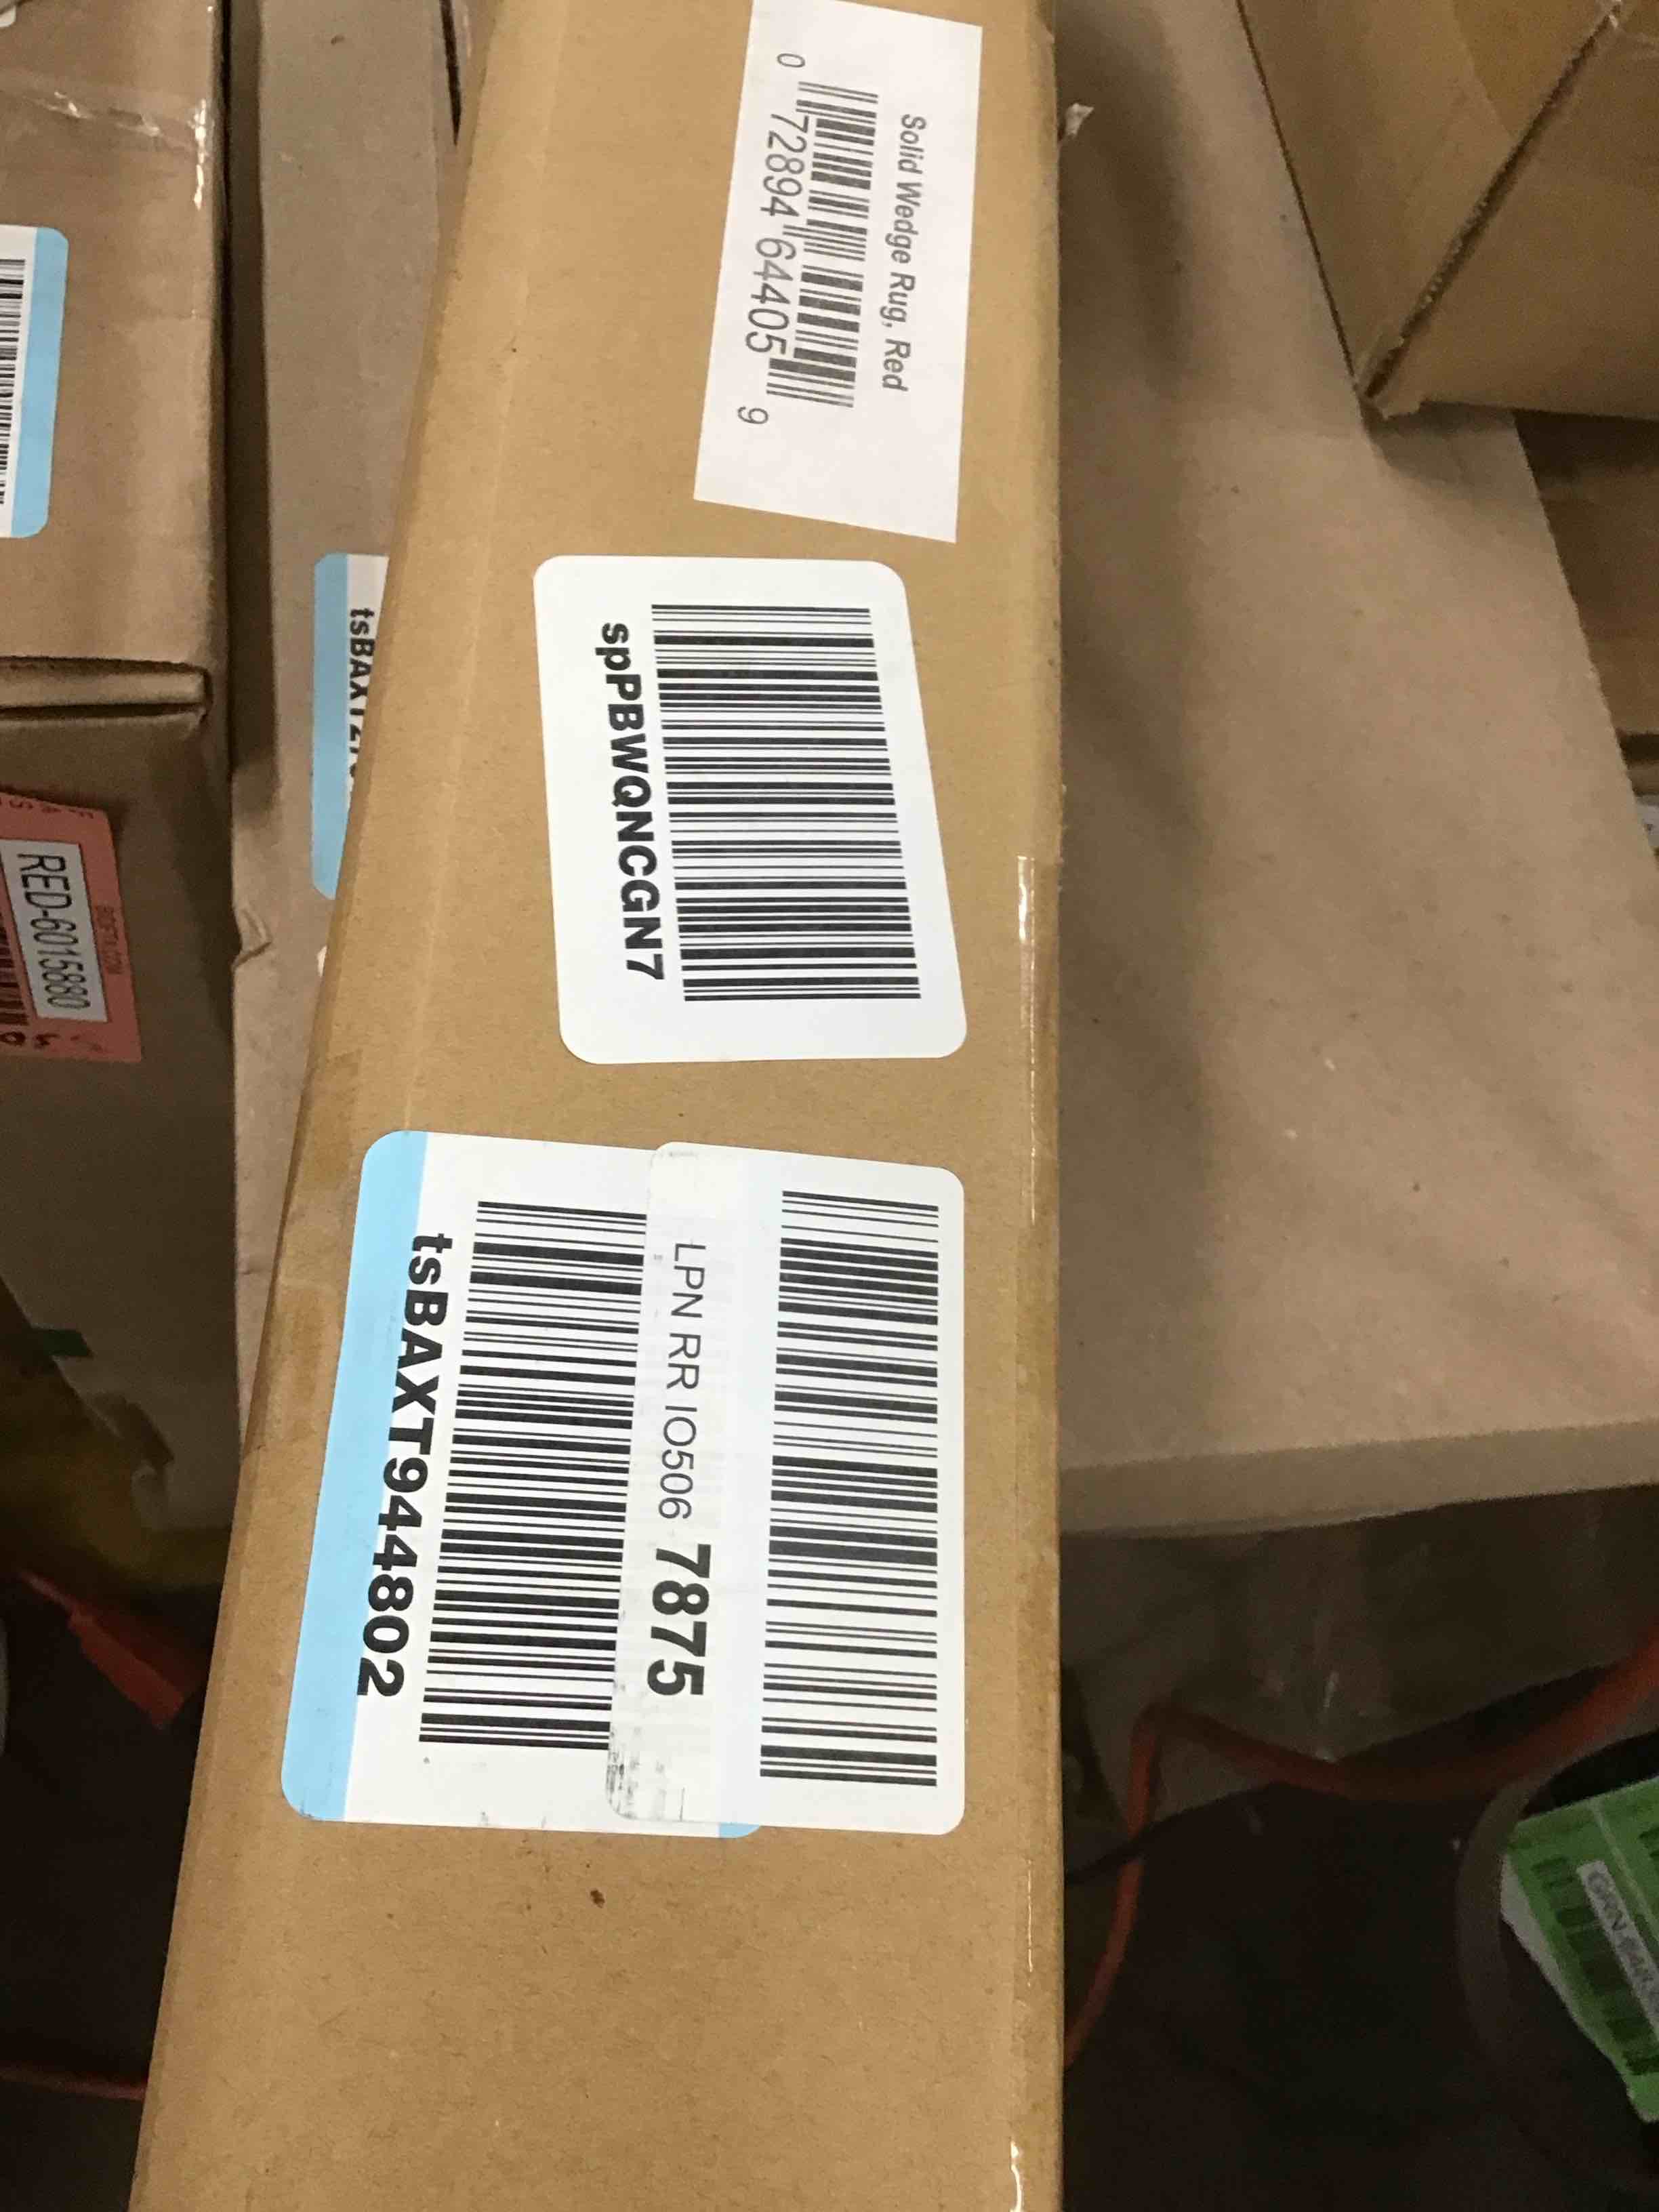 Solid Wedge Rug, Red
0 72894 64405 9
spPBWQNCGN7
LPN RR IO506 7875
tsBAXT944802
RED-6015880